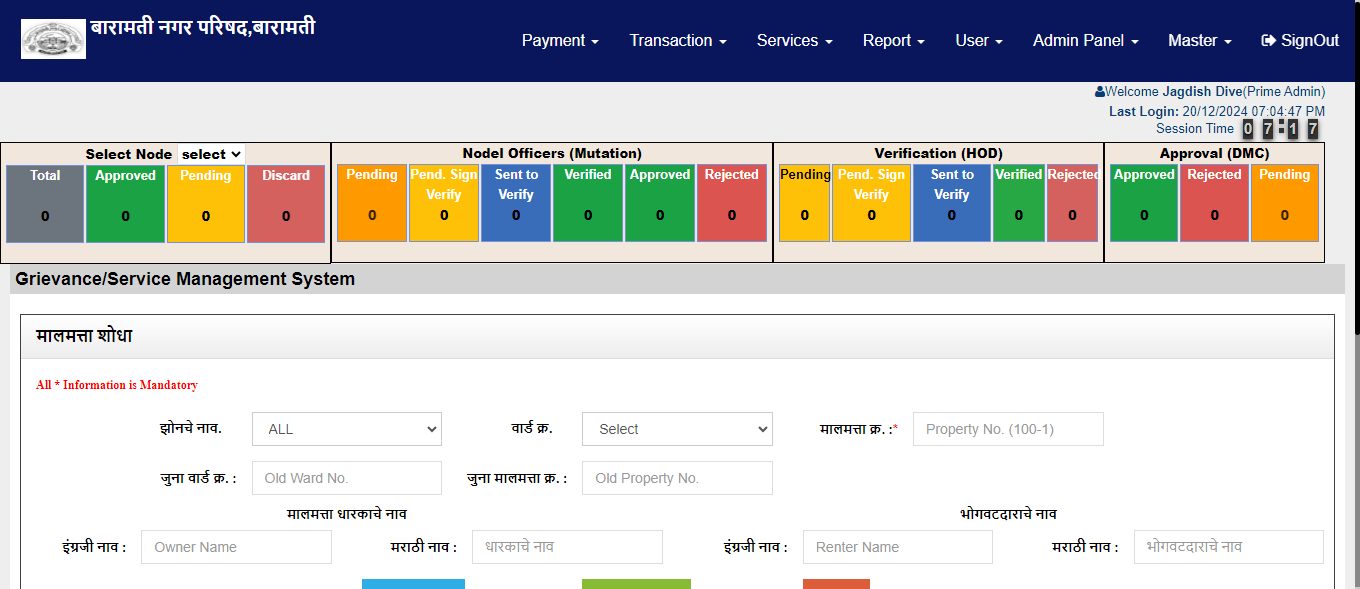 बारामती नगर परिषद,बारामती
Payment Transaction Services Report User Admin Panel Master SignOut
Welcome Jagdish Dive(Prime Admin)
Last Login: 20/12/2024 07:04:47 PM
Session Time 07:17
Select Node select
Total Approved Pending Discard
0 0 0 0
Nodel Officers (Mutation)
Pending Pend. Sign Verify Sent to Verify Verified Approved Rejected
0 0 0 0 0 0
Verification (HOD)
Pending Pend. Sign Verify Sent to Verify Verified Rejected
0 0 0 0 0
Approval (DMC)
Approved Rejected Pending
0 0 0
Grievance/Service Management System
मालमत्ता शोधा
All * Information is Mandatory
झोनचे नाव. ALL वार्ड क्र. Select मालमत्ता क्र. :* Property No. (100-1)
जुना वार्ड क्र. : Old Ward No. जुना मालमत्ता क्र. : Old Property No.
मालमत्ता धारकाचे नाव भोगवटदाराचे नाव
इंग्रजी नाव : Owner Name मराठी नाव : धारकाचे नाव इंग्रजी नाव : Renter Name मराठी नाव : भोगवटदाराचे नाव